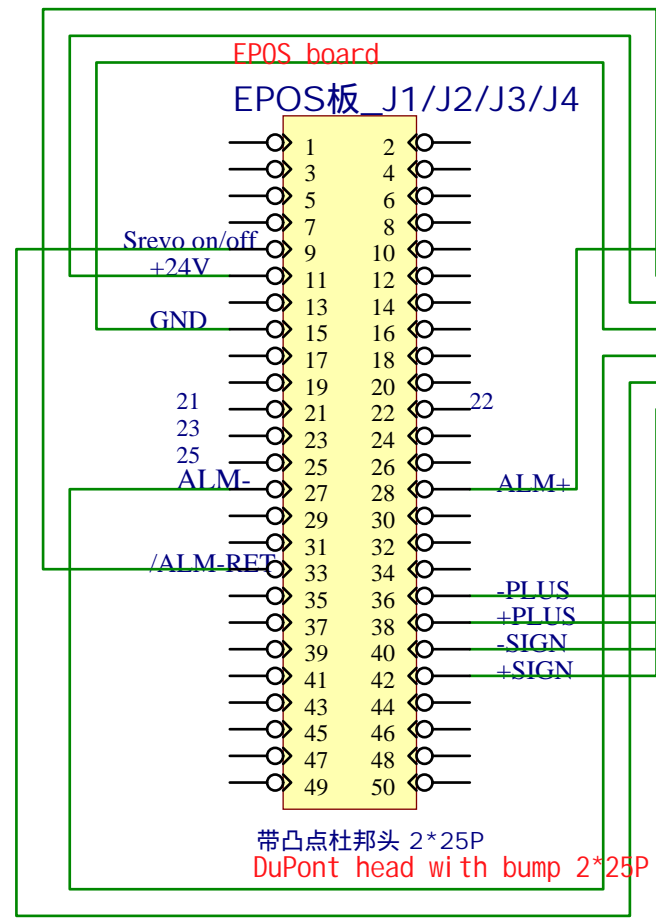 EPOS board
EPOS板_J1/J2/J3/J4
1 2
3 4
5 6
7 8
Srevo on/off 9 10
+24V 11 12
13 14
GND 15 16
17 18
19 20
21 21 22 22
23 23 24
25 25 26
ALM- 27 28 ALM+
29 30
31 32
/ALM-RET 33 34
35 36 -PLUS
37 38 +PLUS
39 40 -SIGN
41 42 +SIGN
43 44
45 46
47 48
49 50
带凸点杜邦头 2*25P
DuPont head with bump 2*25P